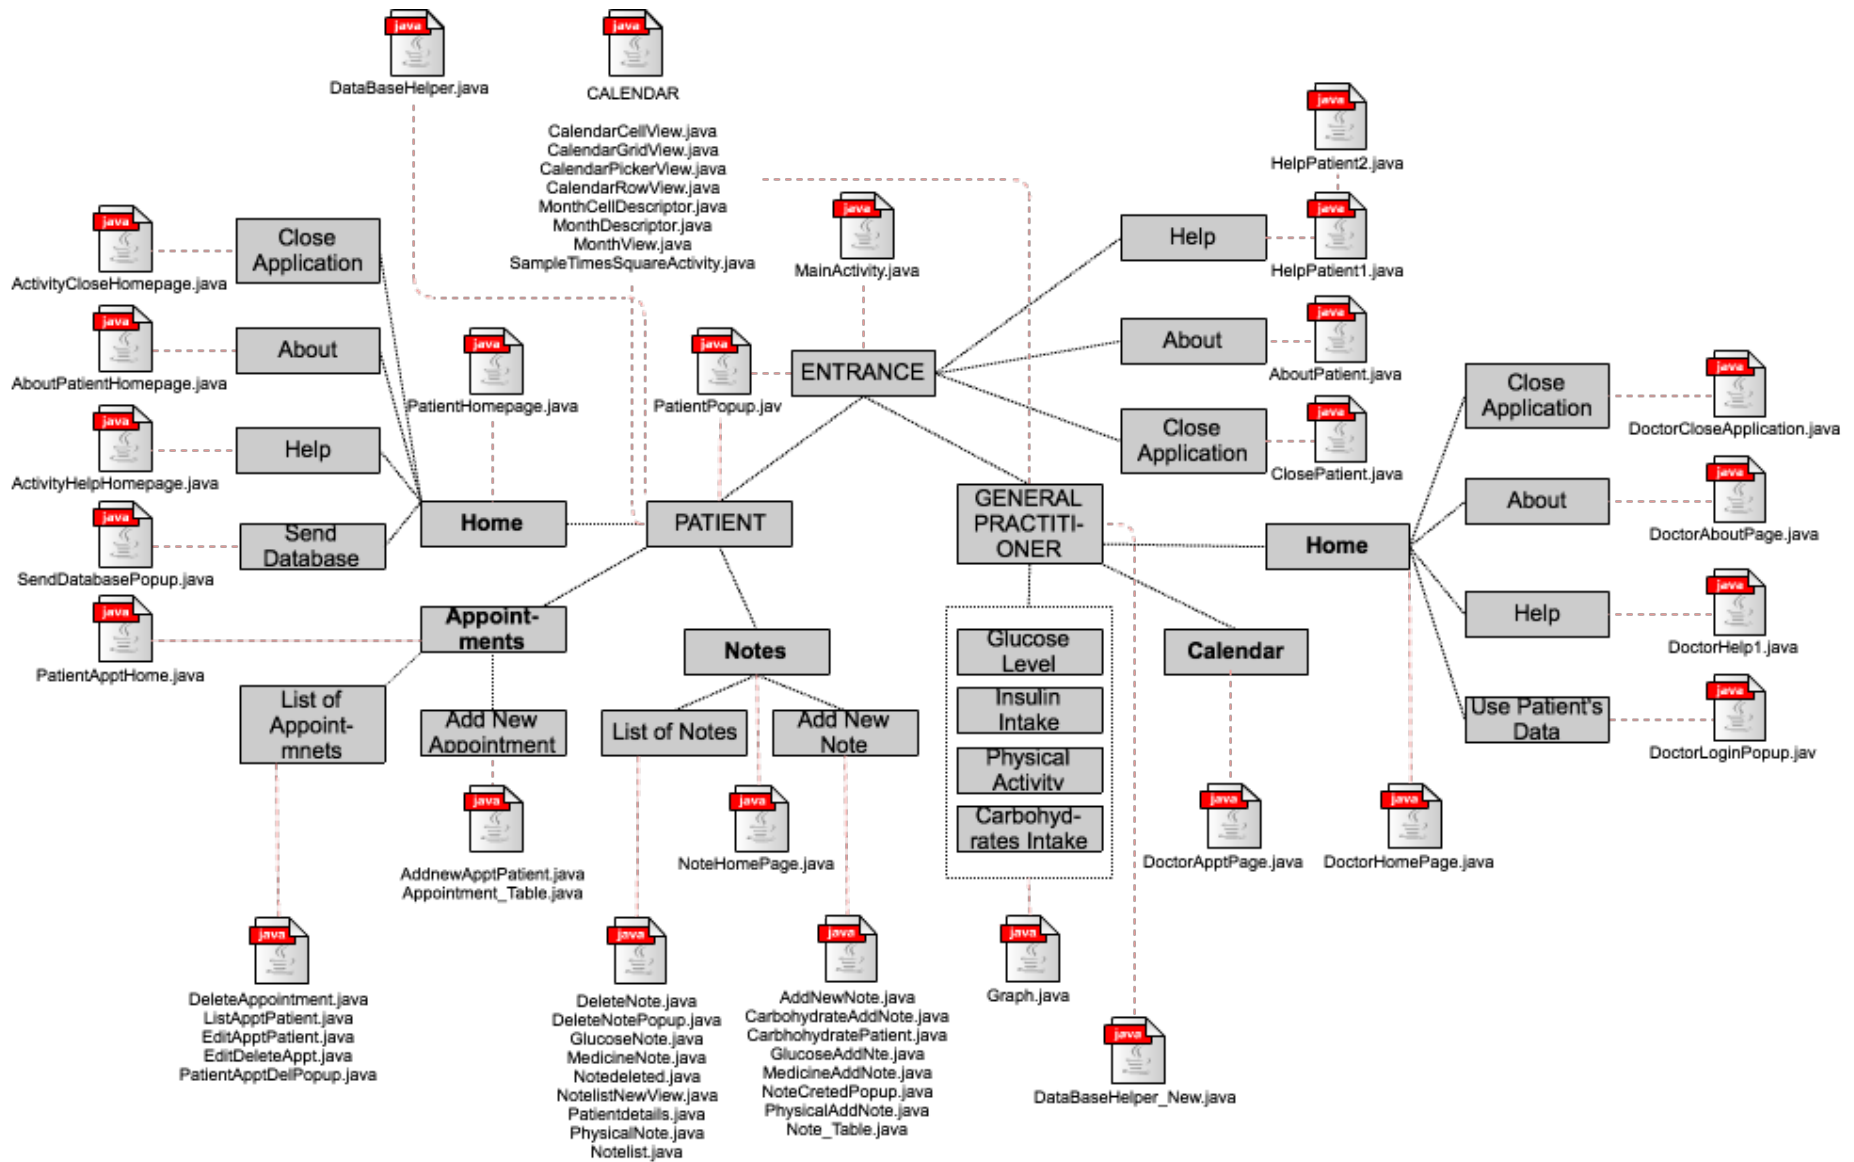 java
DataBaseHelper.java
java
CALENDAR
CalendarCellView.java
CalendarGridView.java
CalendarPickerView.java
CalendarRowView.java
MonthCellDescriptor.java
MonthDescriptor.java
MonthView.java
SampleTimesSquareActivity.java
java
HelpPatient2.java
java
HelpPatient1.java
Help
java
MainActivity.java
java
ActivityCloseHomepage.java
Close
Application
java
AboutPatientHomepage.java
About
java
ActivityHelpHomepage.java
Help
java
SendDatabasePopup.java
Send
Database
java
PatientHomepage.java
java
PatientPopup.jav
ENTRANCE
About
java
AboutPatient.java
Close
Application
java
ClosePatient.java
Close
Application
java
DoctorCloseApplication.java
About
java
DoctorAboutPage.java
Help
java
DoctorHelp1.java
Use Patient's
Data
java
DoctorLoginPopup.jav
Home
PATIENT
GENERAL
PRACTITI-
ONER
Home
java
PatientApptHome.java
Appoint-
ments
Notes
Glucose
Level
Insulin
Intake
Physical
Activity
Carbohyd-
rates Intake
Calendar
List of
Appoint-
mnets
Add New
Appointment
List of Notes
Add New
Note
java
AddnewApptPatient.java
Appointment_Table.java
java
NoteHomePage.java
java
DoctorApptPage.java
java
DoctorHomePage.java
java
DeleteAppointment.java
ListApptPatient.java
EditApptPatient.java
EditDeleteAppt.java
PatientApptDelPopup.java
java
DeleteNote.java
DeleteNotePopup.java
GlucoseNote.java
MedicineNote.java
Notedeleted.java
NotelistNewView.java
Patientdetails.java
PhysicalNote.java
Notelist.java
java
AddNewNote.java
CarbohydrateAddNote.java
CarbhohydratePatient.java
GlucoseAddNte.java
MedicineAddNote.java
NoteCretedPopup.java
PhysicalAddNote.java
Note_Table.java
java
Graph.java
java
DataBaseHelper_New.java